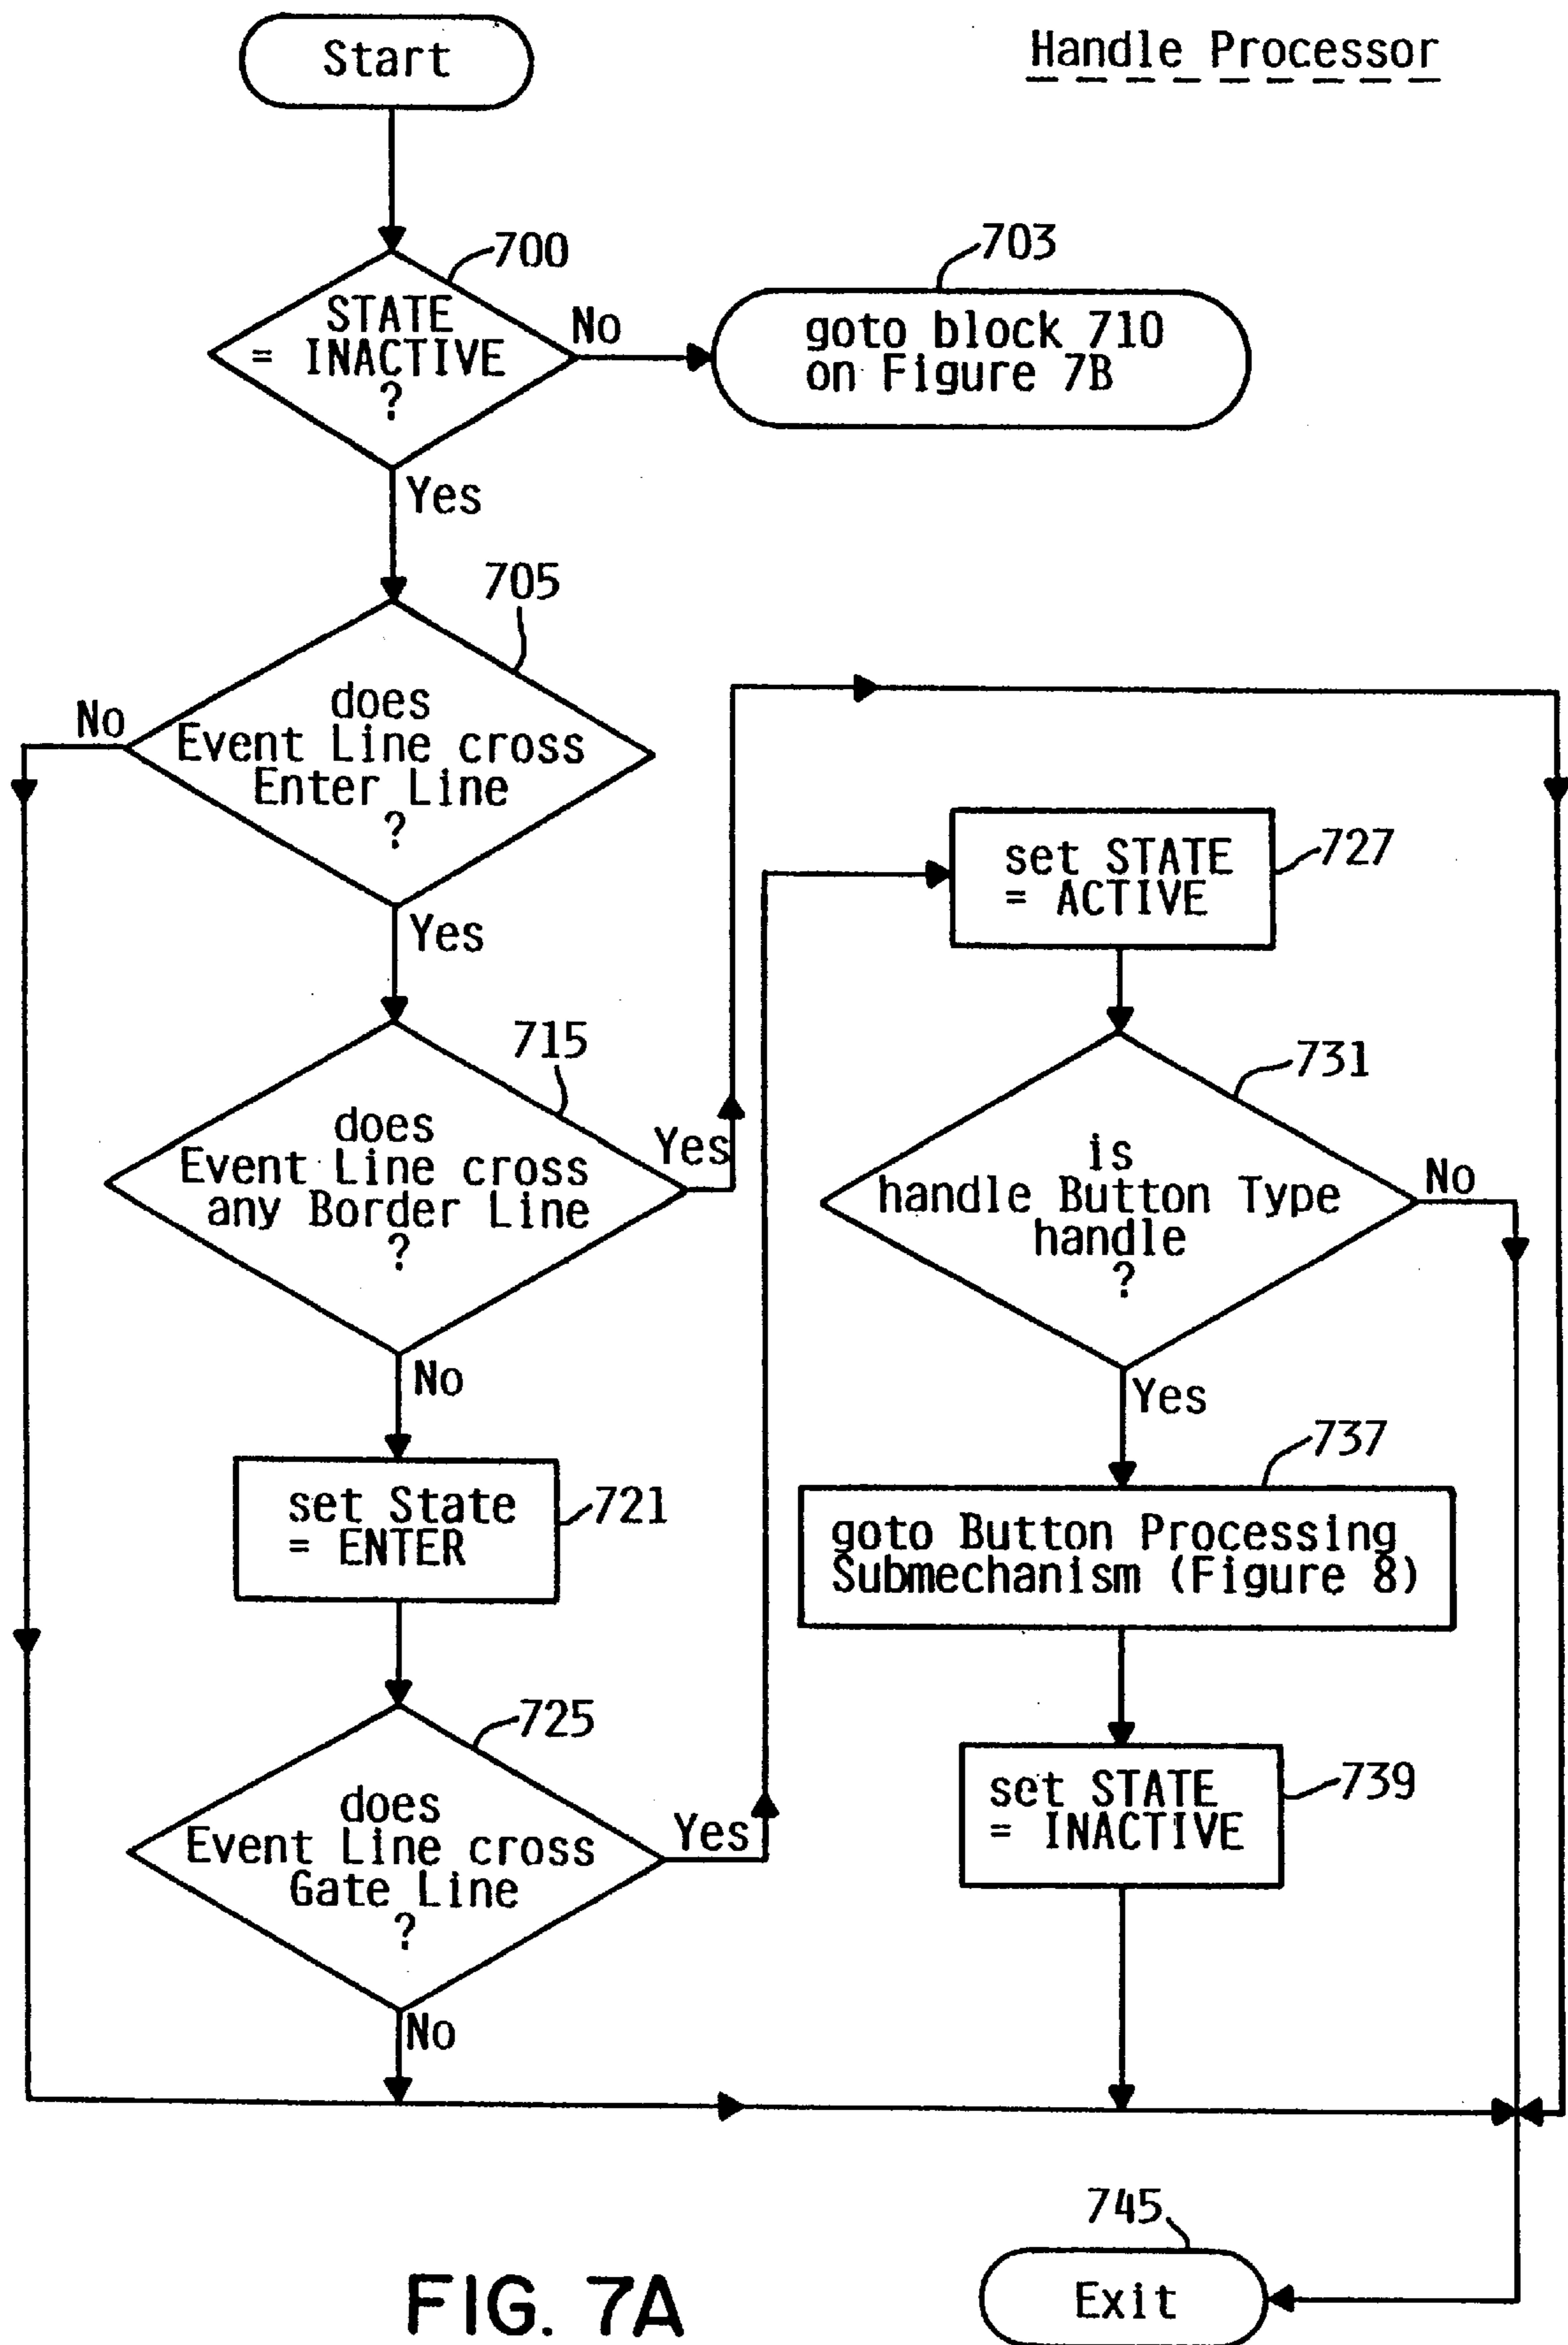 Start
Handle Processor
700
STATE
= INACTIVE
?
No
703
goto block 710
on Figure 7B
Yes
705
does
Event Line cross
Enter Line
?
No
Yes
715
does
Event Line cross
any Border Line
?
Yes
No
set State
= ENTER
721
725
does
Event Line cross
Gate Line
?
Yes
No
set STATE
= ACTIVE
727
731
is
handle Button Type
handle
?
No
Yes
737
goto Button Processing
Submechanism (Figure 8)
set STATE
= INACTIVE
739
745
Exit
FIG. 7A